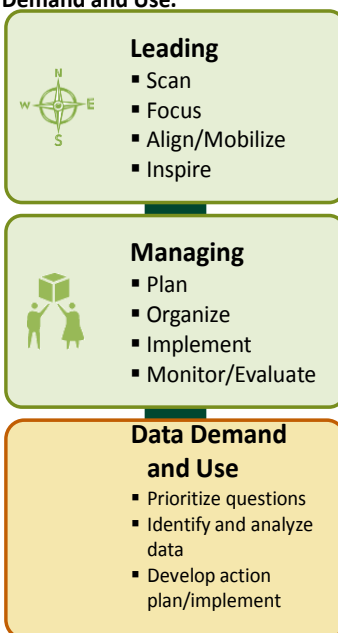 Demand and Use.
N
W
E
S
Leading
▪ Scan
▪ Focus
▪ Align/Mobilize
▪ Inspire
Managing
▪ Plan
▪ Organize
▪ Implement
▪ Monitor/Evaluate
Data Demand
and Use
▪ Prioritize questions
▪ Identify and analyze
data
▪ Develop action
plan/implement